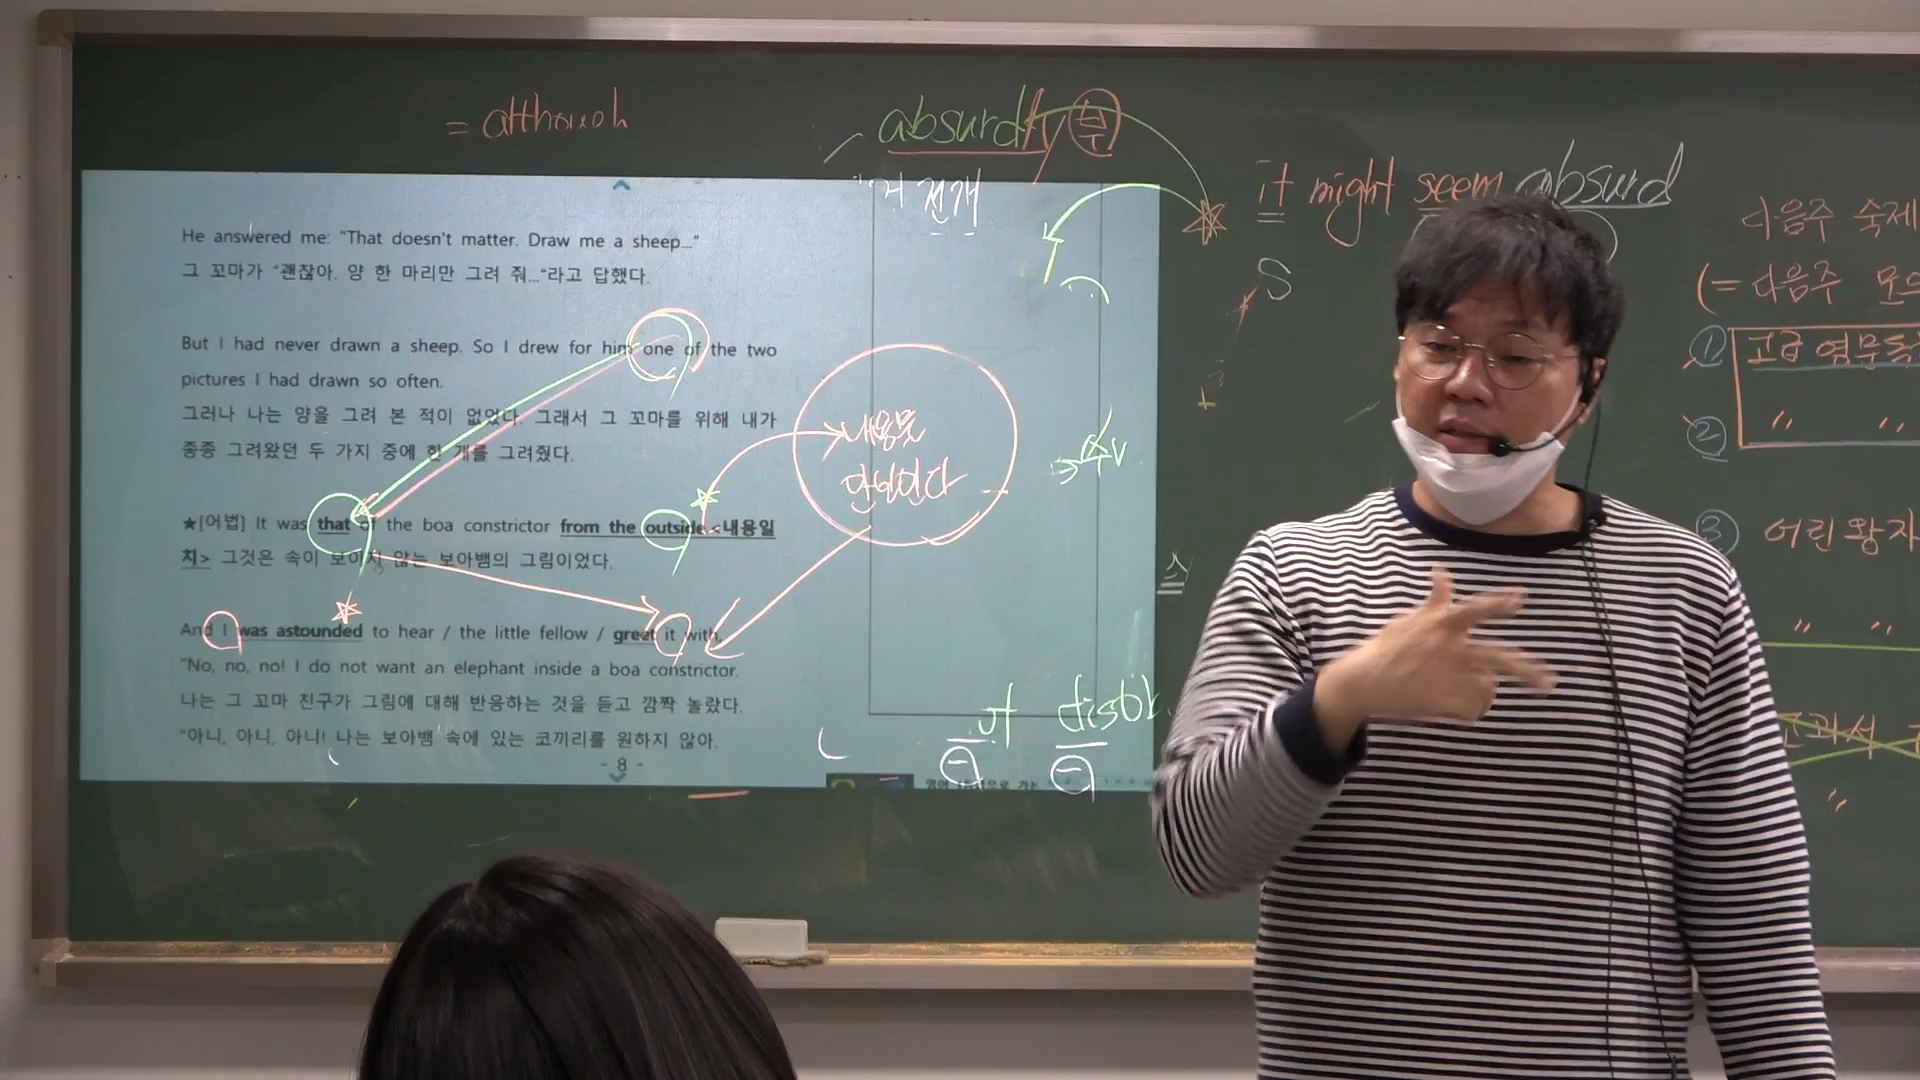 = although
absurdly 부
거 전개
it might seem absurd
S
He answered me: "That doesn't matter. Draw me a sheep..."
그 꼬마가 "괜찮아. 양 한 마리만 그려 줘..."라고 답했다.
But I had never drawn a sheep. So I drew for him one of the two
pictures I had drawn so often.
그러나 나는 양을 그려 본 적이 없었다. 그래서 그 꼬마를 위해 내가
종종 그려왔던 두 가지 중에 한 개를 그려줬다.
★[어법] It was that of the boa constrictor from the outside.<내용일
치> 그것은 속이 보이지 않는 보아뱀의 그림이었다.
And I was astounded to hear / the little fellow / greet it with,
"No, no, no! I do not want an elephant inside a boa constrictor.
나는 그 꼬마 친구가 그림에 대해 반응하는 것을 듣고 깜짝 놀랐다.
"아니, 아니, 아니! 나는 보아뱀 속에 있는 코끼리를 원하지 않아.
- 8 -
다음주 숙제
(= 다음주 모의
①
②
〃 〃
③ 어린왕자
〃 〃
교과서
〃